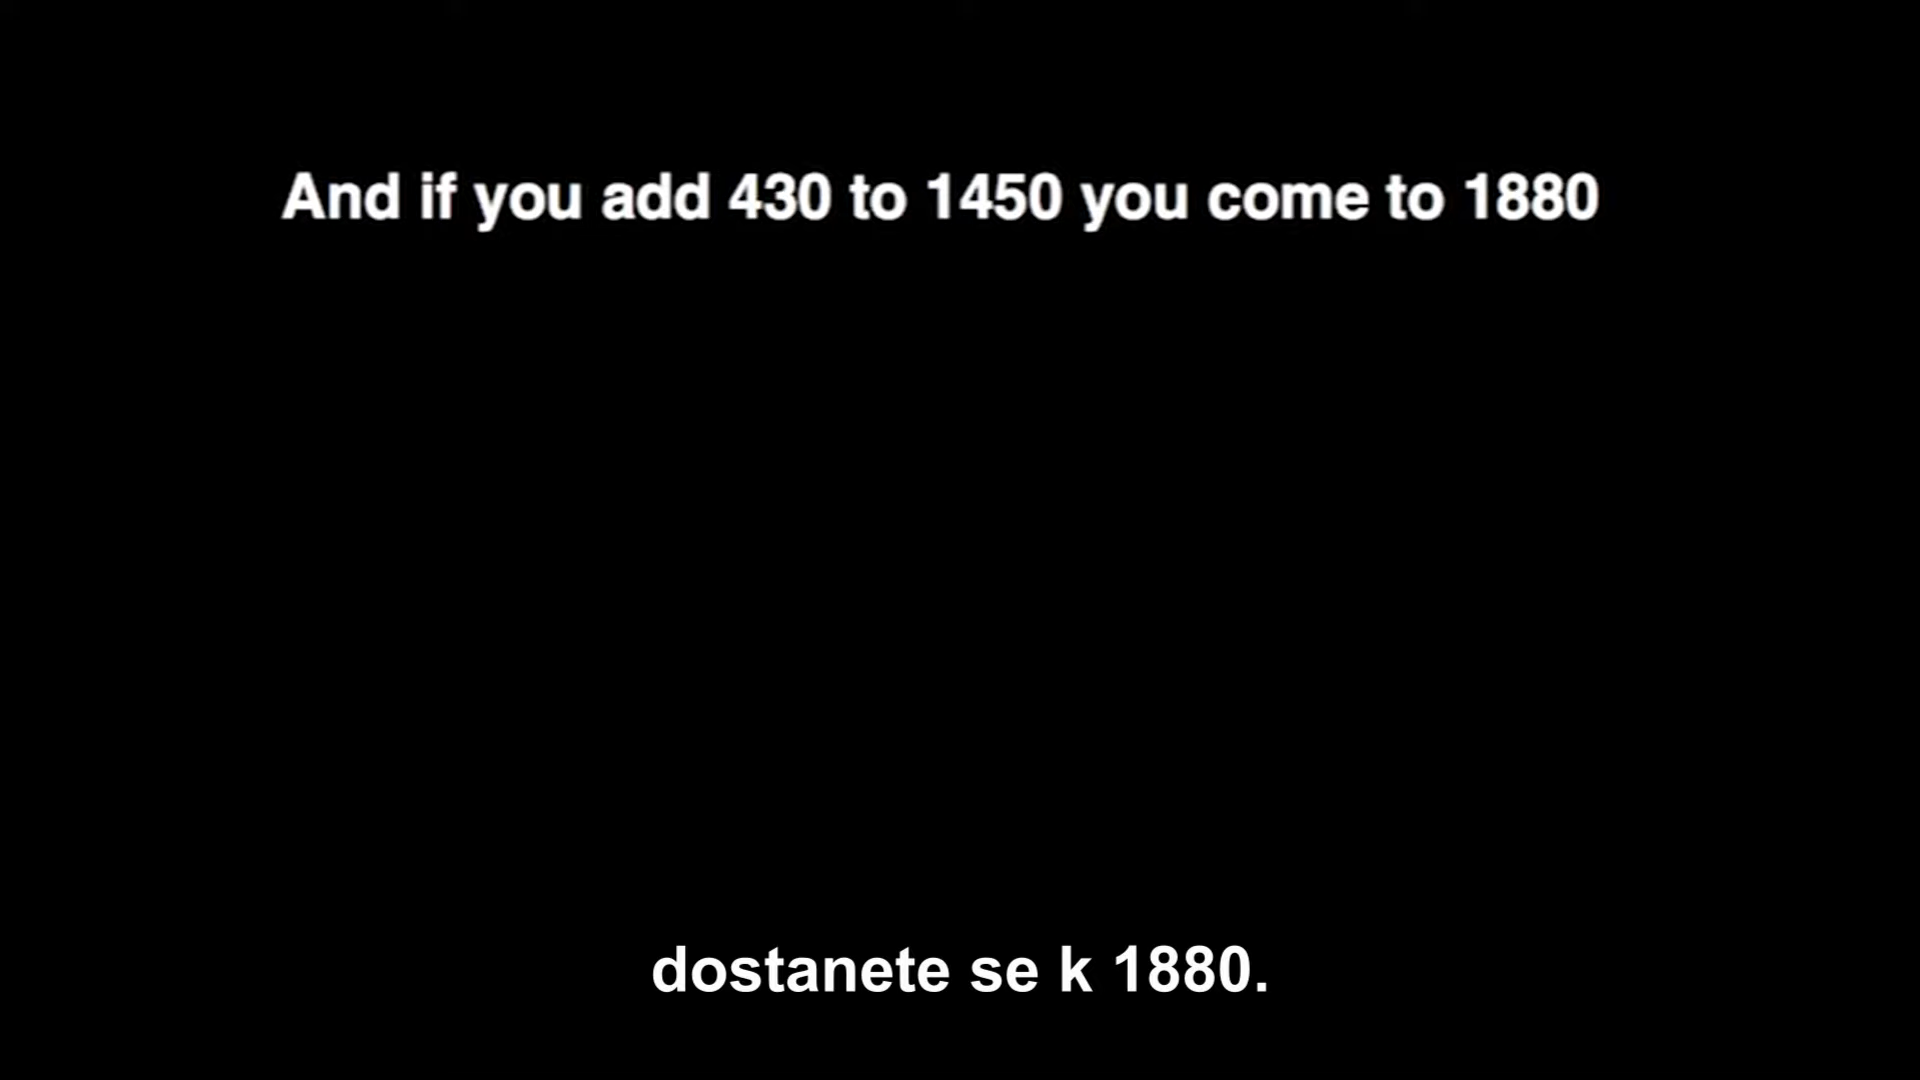 And if you add 430 to 1450 you come to 1880
dostanete se k 1880.